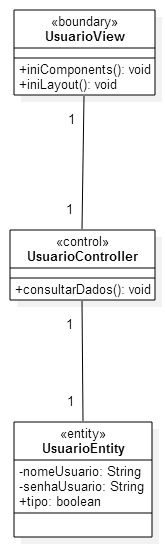 «boundary»
UsuarioView
+iniComponents(): void
+iniLayout(): void
1
1
«control»
UsuarioController
+consultarDados(): void
1
1
«entity»
UsuarioEntity
-nomeUsuario: String
-senhaUsuario: String
+tipo: boolean